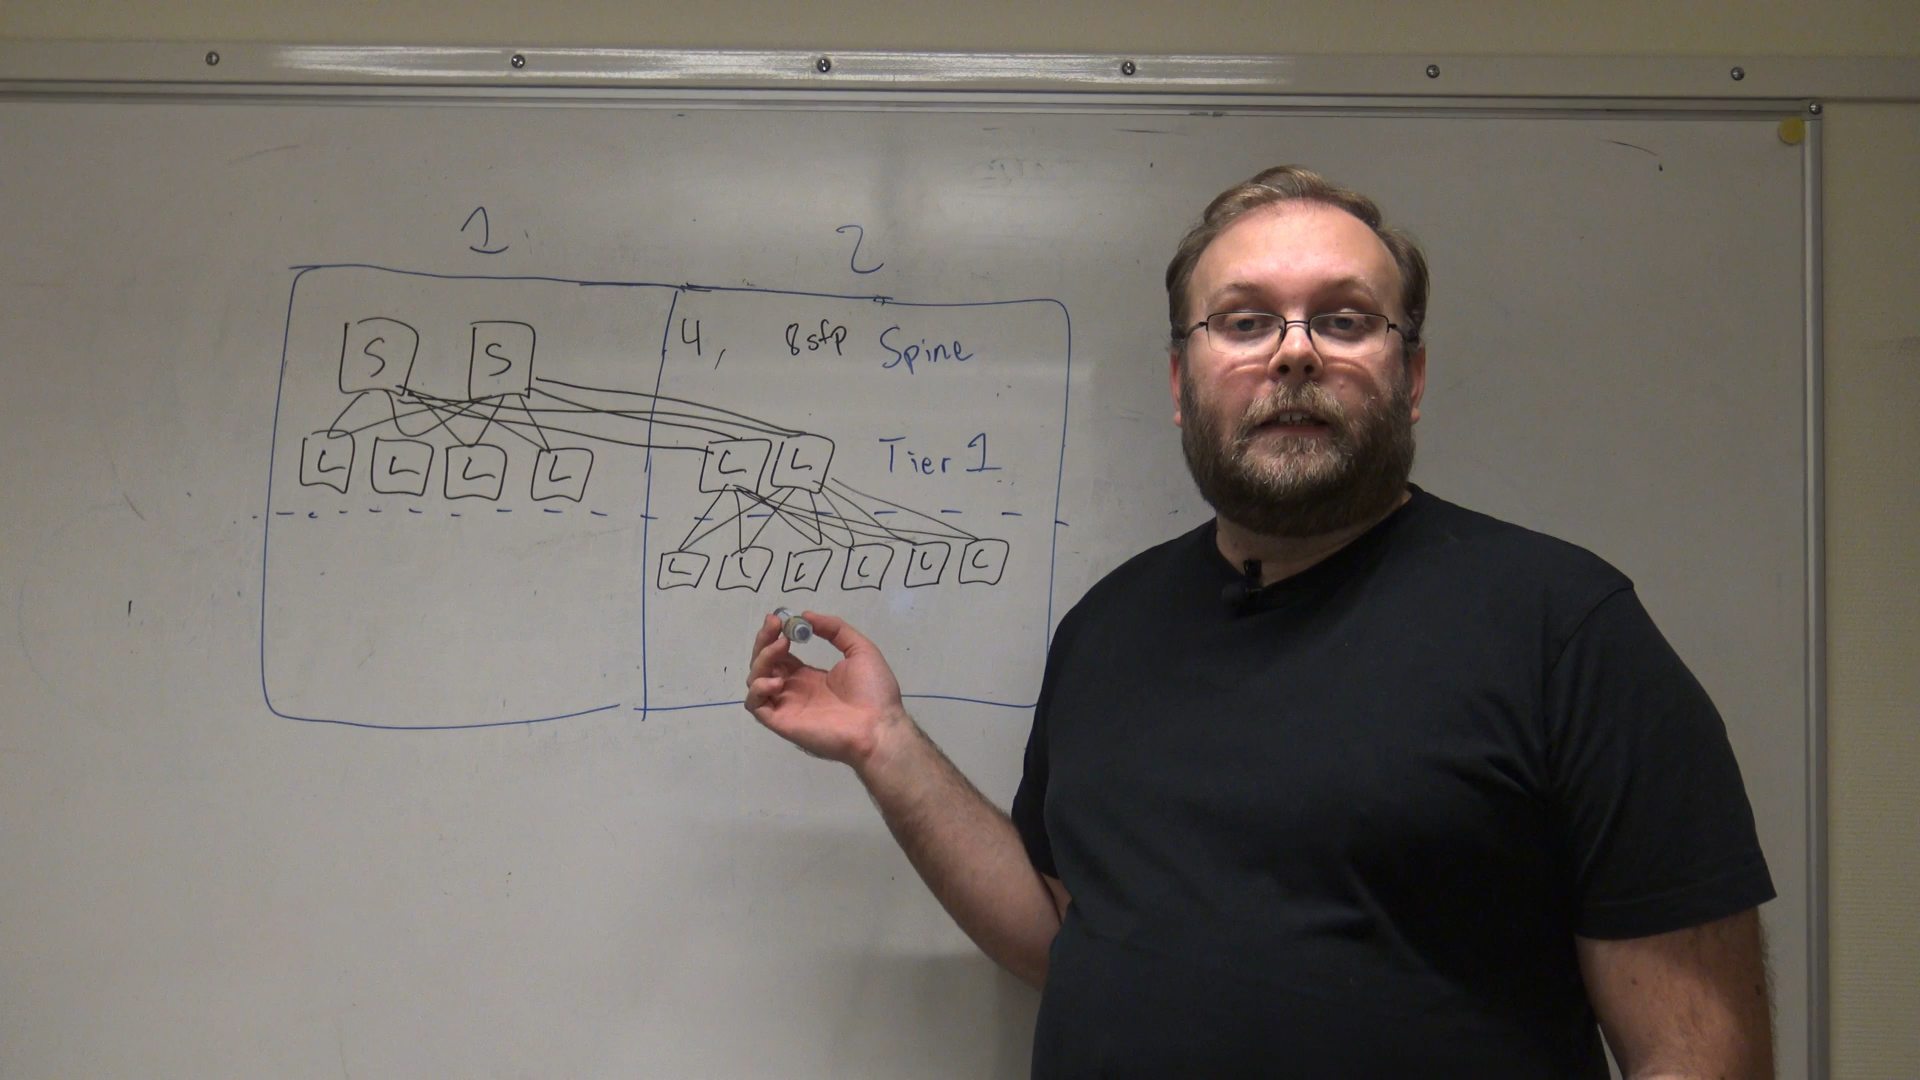 1 2
S S 4, 8sfp Spine
L L L L L L Tier 1
L L L L L L